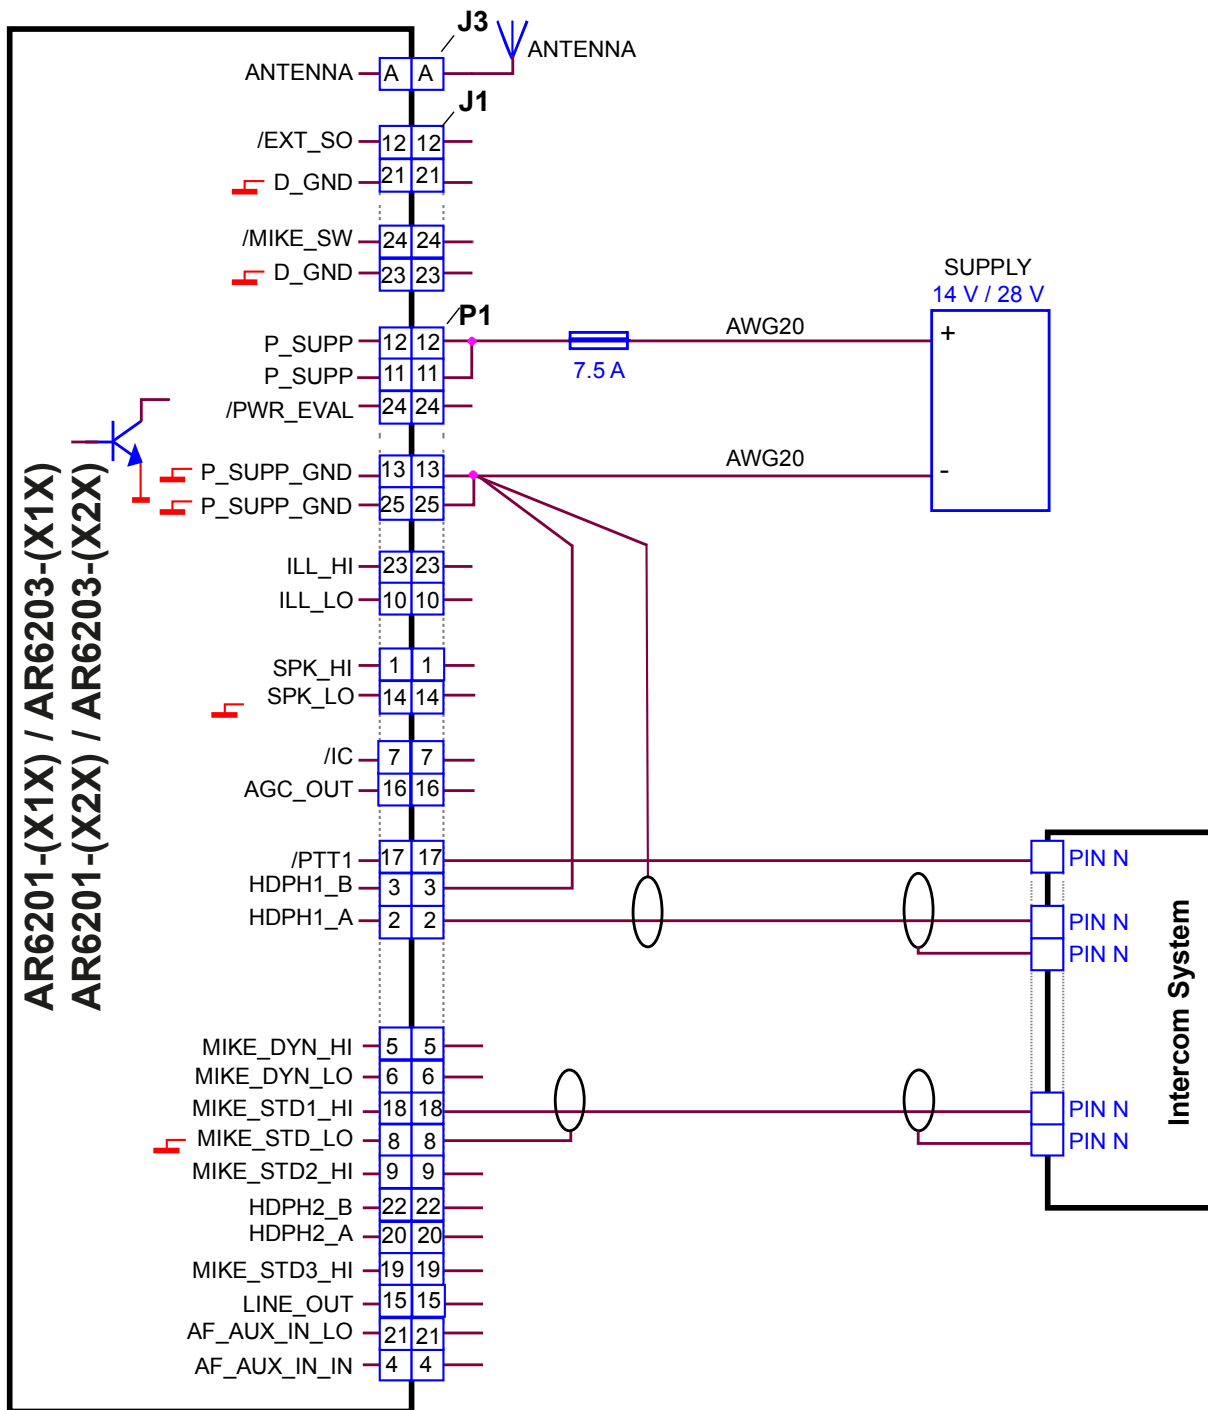 J3
ANTENNA
ANTENNA A A
J1
/EXT_SO 12 12
D_GND 21 21
/MIKE_SW 24 24
D_GND 23 23
SUPPLY
14 V / 28 V
P1
P_SUPP 12 12 AWG20 +
P_SUPP 11 11 7.5 A
/PWR_EVAL 24 24
P_SUPP_GND 13 13 AWG20 -
P_SUPP_GND 25 25
ILL_HI 23 23
ILL_LO 10 10
SPK_HI 1 1
SPK_LO 14 14
/IC 7 7
AGC_OUT 16 16
/PTT1 17 17 PIN N
HDPH1_B 3 3
HDPH1_A 2 2 PIN N
PIN N
AR6201-(X1X) / AR6203-(X1X)
AR6201-(X2X) / AR6203-(X2X)
Intercom System
MIKE_DYN_HI 5 5
MIKE_DYN_LO 6 6
MIKE_STD1_HI 18 18 PIN N
MIKE_STD_LO 8 8 PIN N
MIKE_STD2_HI 9 9
HDPH2_B 22 22
HDPH2_A 20 20
MIKE_STD3_HI 19 19
LINE_OUT 15 15
AF_AUX_IN_LO 21 21
AF_AUX_IN_IN 4 4